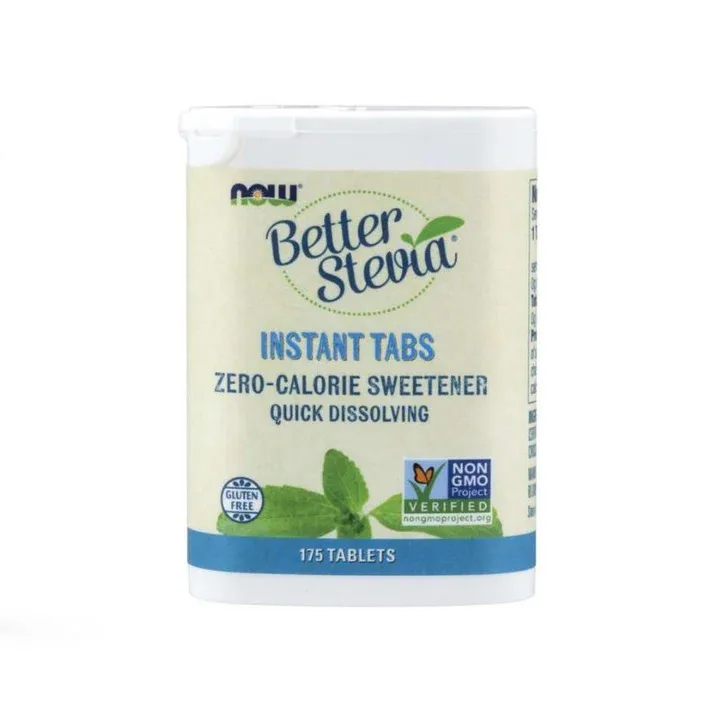 NOW
Better
Stevia®
INSTANT TABS
ZERO-CALORIE SWEETENER
QUICK DISSOLVING
GLUTEN
FREE
NON
GMO
Project
VERIFIED
nongmoproject.org
175 TABLETS